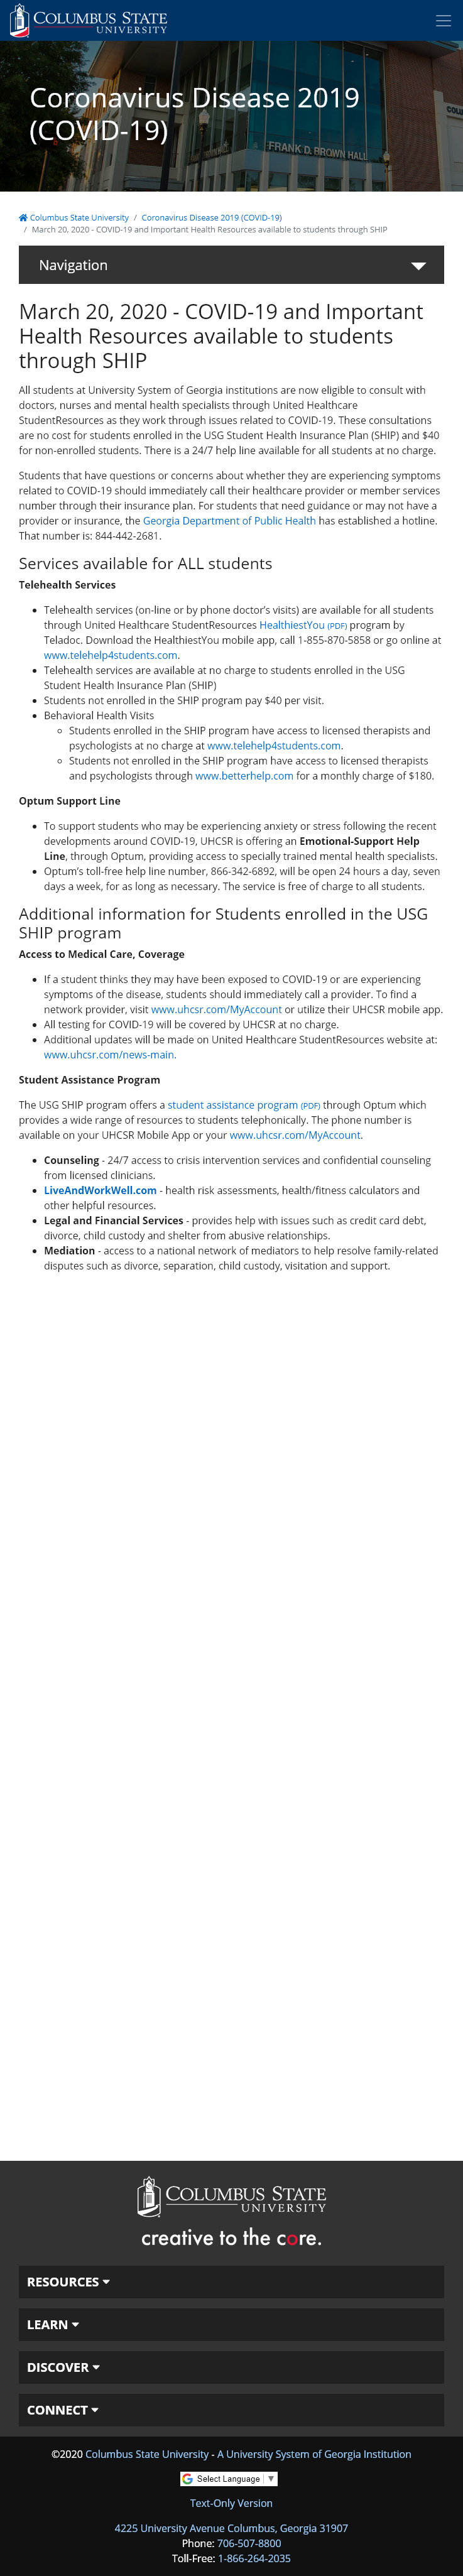 COLUMBUS STATE
UNIVERSITY
COLUM
FRANK D BROWN HALL
Coronavirus Disease 2019
(COVID-19)
Columbus State University / Coronavirus Disease 2019 (COVID-19)
/ March 20, 2020 - COVID-19 and Important Health Resources available to students through SHIP
Navigation
March 20, 2020 - COVID-19 and Important
Health Resources available to students
through SHIP
All students at University System of Georgia institutions are now eligible to consult with
doctors, nurses and mental health specialists through United Healthcare
StudentResources as they work through issues related to COVID-19. These consultations
are no cost for students enrolled in the USG Student Health Insurance Plan (SHIP) and $40
for non-enrolled students. There is a 24/7 help line available for all students at no charge.
Students that have questions or concerns about whether they are experiencing symptoms
related to COVID-19 should immediately call their healthcare provider or member services
number through their insurance plan. For students that need guidance or may not have a
provider or insurance, the Georgia Department of Public Health has established a hotline.
That number is: 844-442-2681.
Services available for ALL students
Telehealth Services
• Telehealth services (on-line or by phone doctor's visits) are available for all students
through United Healthcare StudentResources HealthiestYou (PDF) program by
Teladoc. Download the HealthiestYou mobile app, call 1-855-870-5858 or go online at
www.telehelp4students.com.
• Telehealth services are available at no charge to students enrolled in the USG
Student Health Insurance Plan (SHIP)
• Students not enrolled in the SHIP program pay $40 per visit.
• Behavioral Health Visits
◦ Students enrolled in the SHIP program have access to licensed therapists and
psychologists at no charge at www.telehelp4students.com.
◦ Students not enrolled in the SHIP program have access to licensed therapists
and psychologists through www.betterhelp.com for a monthly charge of $180.
Optum Support Line
• To support students who may be experiencing anxiety or stress following the recent
developments around COVID-19, UHCSR is offering an Emotional-Support Help
Line, through Optum, providing access to specially trained mental health specialists.
• Optum's toll-free help line number, 866-342-6892, will be open 24 hours a day, seven
days a week, for as long as necessary. The service is free of charge to all students.
Additional information for Students enrolled in the USG
SHIP program
Access to Medical Care, Coverage
• If a student thinks they may have been exposed to COVID-19 or are experiencing
symptoms of the disease, students should immediately call a provider. To find a
network provider, visit www.uhcsr.com/MyAccount or utilize their UHCSR mobile app.
• All testing for COVID-19 will be covered by UHCSR at no charge.
• Additional updates will be made on United Healthcare StudentResources website at:
www.uhcsr.com/news-main.
Student Assistance Program
The USG SHIP program offers a student assistance program (PDF) through Optum which
provides a wide range of resources to students telephonically. The phone number is
available on your UHCSR Mobile App or your www.uhcsr.com/MyAccount.
• Counseling - 24/7 access to crisis intervention services and confidential counseling
from licensed clinicians.
• LiveAndWorkWell.com - health risk assessments, health/fitness calculators and
other helpful resources.
• Legal and Financial Services - provides help with issues such as credit card debt,
divorce, child custody and shelter from abusive relationships.
• Mediation - access to a national network of mediators to help resolve family-related
disputes such as divorce, separation, child custody, visitation and support.
COLUMBUS STATE
UNIVERSITY
creative to the core.
RESOURCES
LEARN
DISCOVER
CONNECT
©2020 Columbus State University - A University System of Georgia Institution
G Select Language ▼
Text-Only Version
4225 University Avenue Columbus, Georgia 31907
Phone: 706-507-8800
Toll-Free: 1-866-264-2035